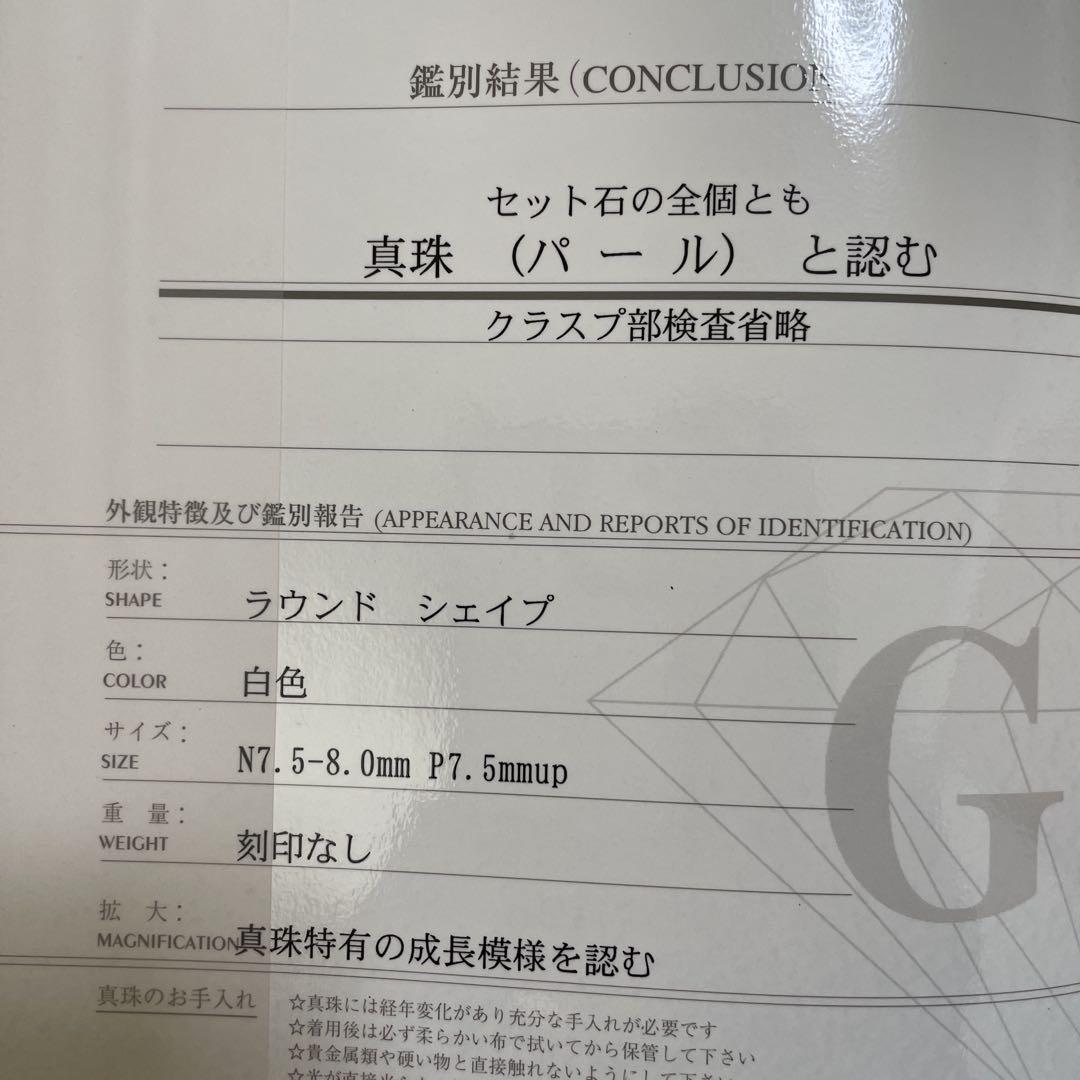 鑑別結果(CONCLUSION
セット石の全個とも
真珠 (パール) と認む
クラスプ部検査省略
外観特徴及び鑑別報告 (APPEARANCE AND REPORTS OF IDENTIFICATION)
形状:
SHAPE ラウンド シェイプ
色:
COLOR 白色
サイズ:
SIZE N7.5-8.0mm P7.5mmup
重 量:
WEIGHT 刻印なし
拡 大:
MAGNIFICATION 真珠特有の成長模様を認む
G
真珠のお手入れ ☆真珠には経年変化があり充分な手入れが必要です
☆着用後は必ず柔らかい布で拭いてから保管して下さい
☆貴金属類や硬い物と直接触れないようにして下さい